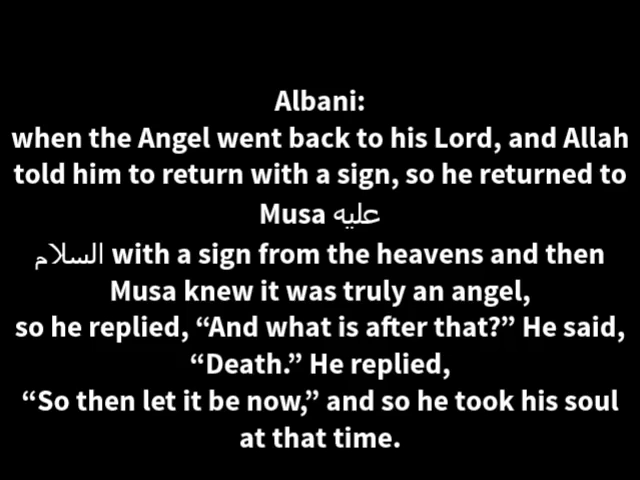 Albani:
when the Angel went back to his Lord, and Allah
told him to return with a sign, so he returned to
Musa عليه
السلام with a sign from the heavens and then
Musa knew it was truly an angel,
so he replied, “And what is after that?” He said,
“Death.” He replied,
“So then let it be now,” and so he took his soul
at that time.